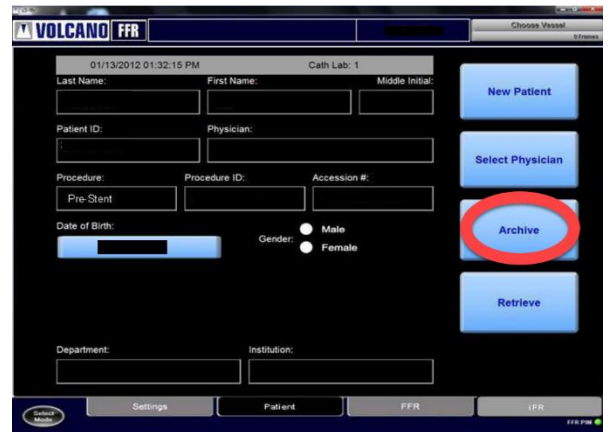 VOLCANO FFR
Choose Vessel
0 Frames
01/13/2012 01:32:15 PM Cath Lab: 1
Last Name: First Name: Middle Initial:
New Patient
Patient ID: Physician:
Select Physician
Procedure: Procedure ID: Accession #:
Pre-Stent
Date of Birth:
Gender: Male
Female
Archive
Retrieve
Department: Institution:
Select Mode
Settings Patient FFR IFR
FFR PIM